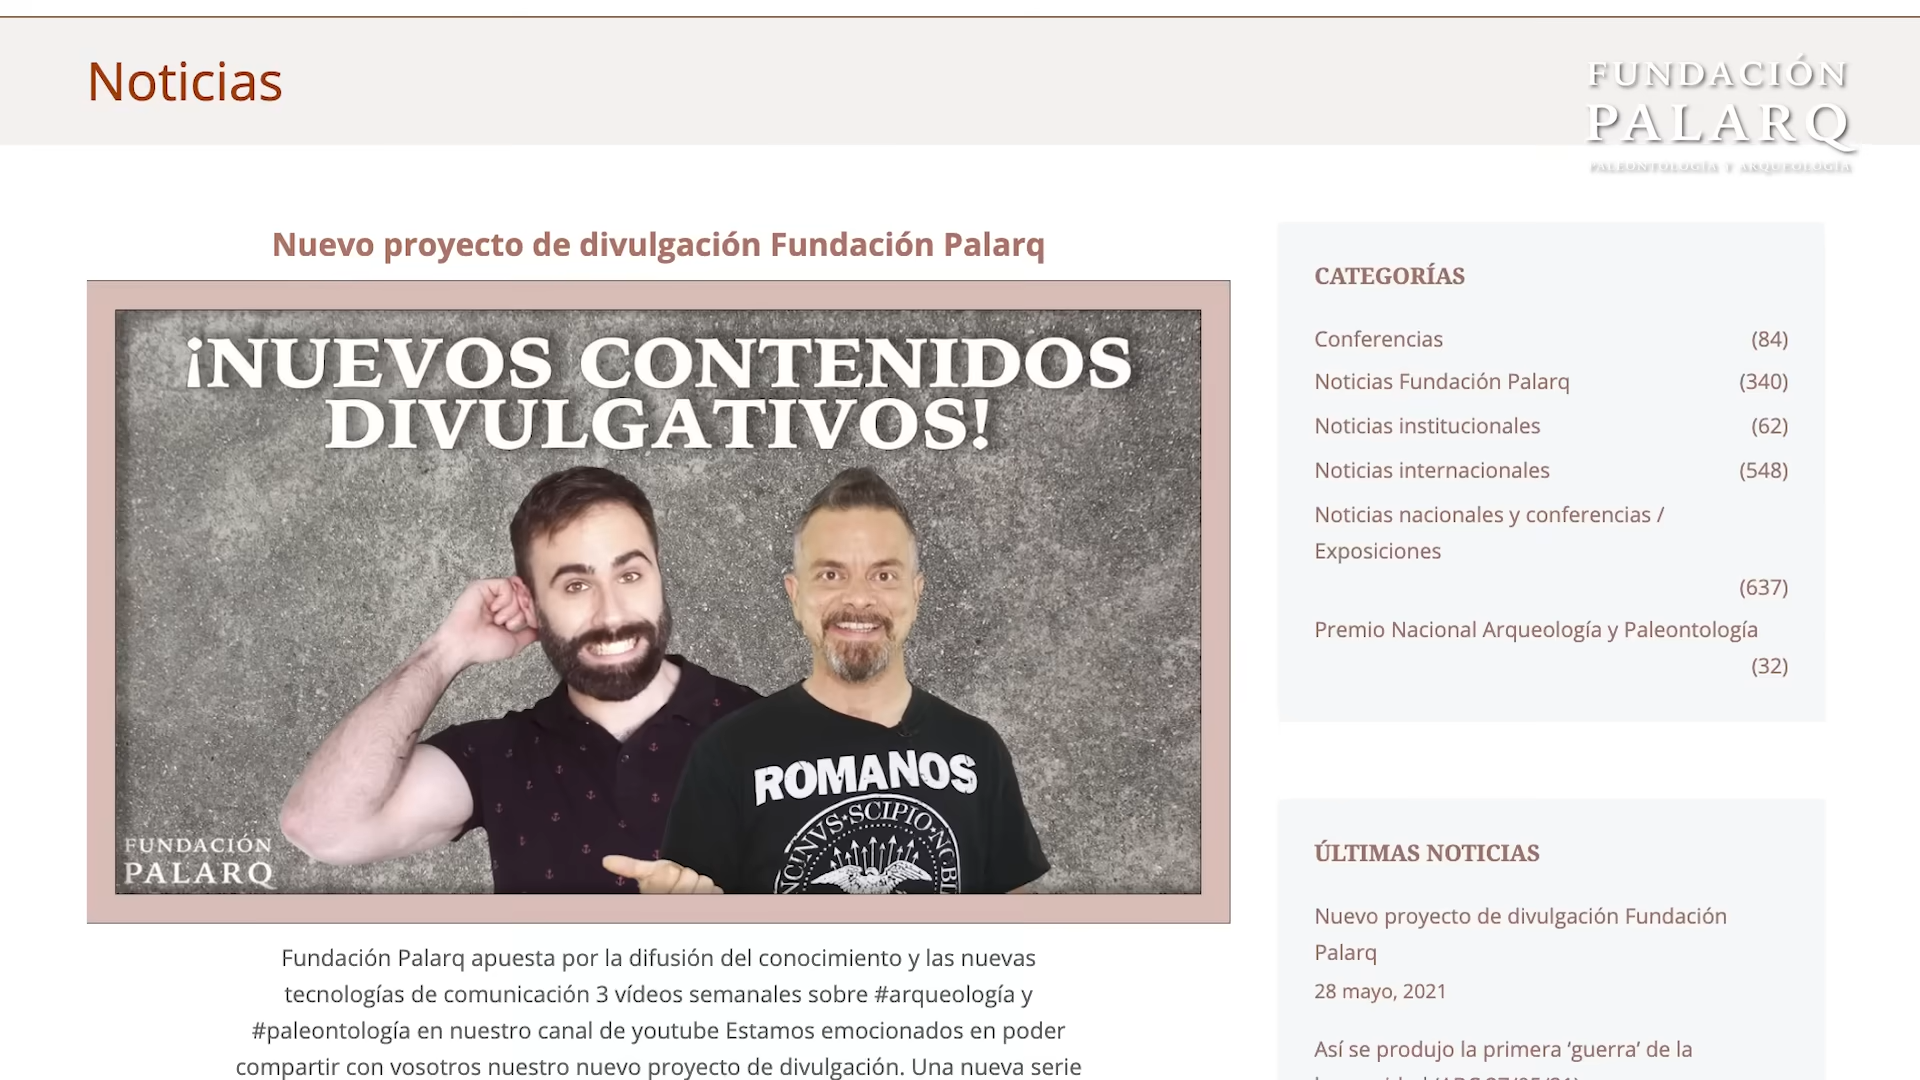 Noticias
FUNDACIÓN
PALARQ
PALEONTOLOGÍA Y ARQUEOLOGÍA
Nuevo proyecto de divulgación Fundación Palarq
¡NUEVOS CONTENIDOS
DIVULGATIVOS!
ROMANOS
SCIPIO
FUNDACIÓN
PALARQ
Fundación Palarq apuesta por la difusión del conocimiento y las nuevas
tecnologías de comunicación 3 vídeos semanales sobre #arqueología y
#paleontología en nuestro canal de youtube Estamos emocionados en poder
compartir con vosotros nuestro nuevo proyecto de divulgación. Una nueva serie
CATEGORÍAS
Conferencias (84)
Noticias Fundación Palarq (340)
Noticias institucionales (62)
Noticias internacionales (548)
Noticias nacionales y conferencias /
Exposiciones
(637)
Premio Nacional Arqueología y Paleontología
(32)
ÚLTIMAS NOTICIAS
Nuevo proyecto de divulgación Fundación
Palarq
28 mayo, 2021
Así se produjo la primera ‘guerra’ de la